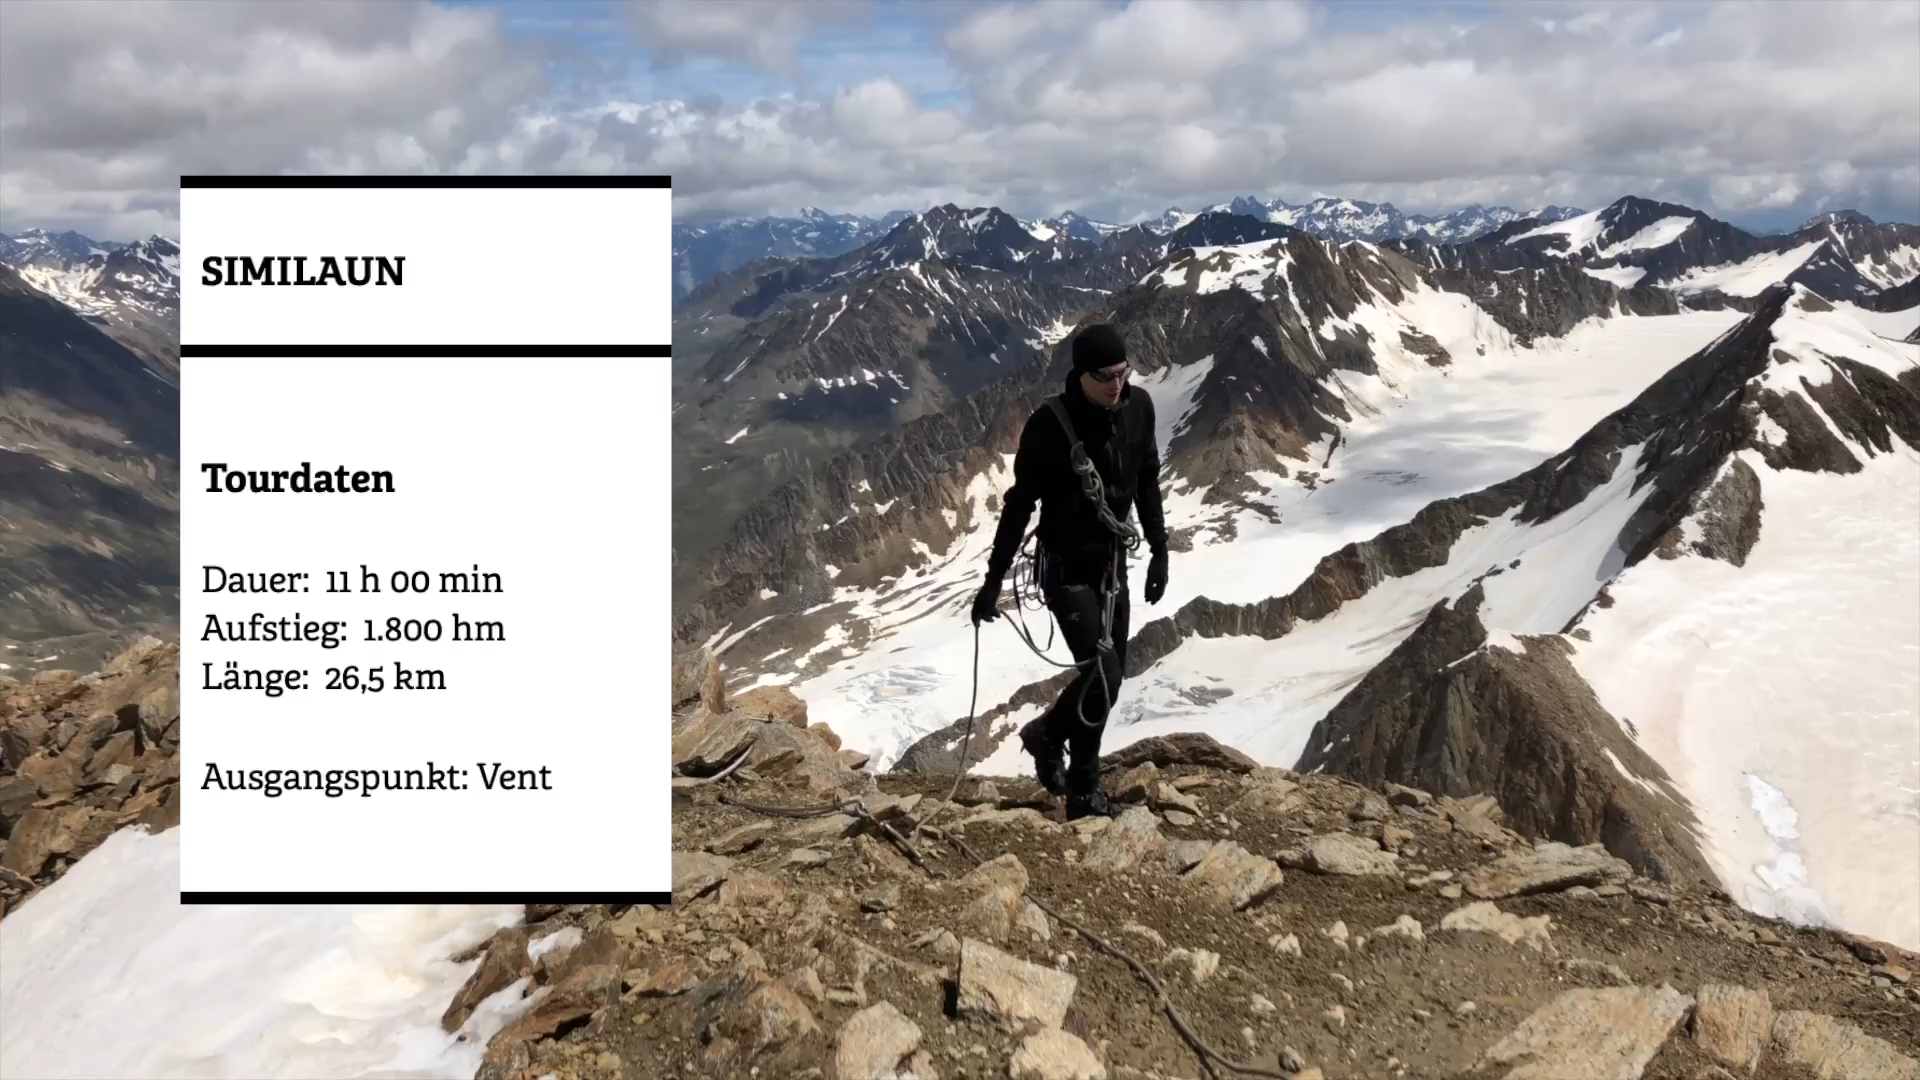 SIMILAUN
Tourdaten
Dauer: 11 h 00 min
Aufstieg: 1.800 hm
Länge: 26,5 km
Ausgangspunkt: Vent